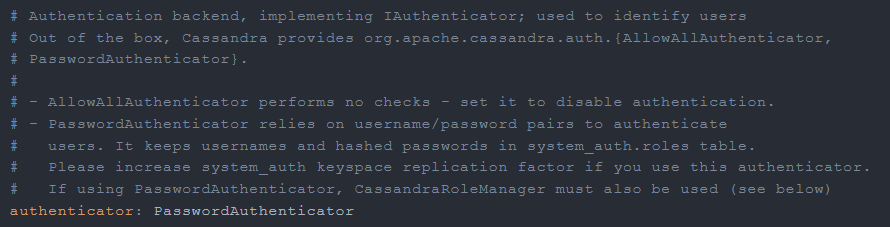 # Authentication backend, implementing IAuthenticator; used to identify users
# Out of the box, Cassandra provides org.apache.cassandra.auth.{AllowAllAuthenticator,
# PasswordAuthenticator}.
#
# - AllowAllAuthenticator performs no checks - set it to disable authentication.
# - PasswordAuthenticator relies on username/password pairs to authenticate
#   users. It keeps usernames and hashed passwords in system_auth.roles table.
#   Please increase system_auth keyspace replication factor if you use this authenticator.
#   If using PasswordAuthenticator, CassandraRoleManager must also be used (see below)
authenticator: PasswordAuthenticator